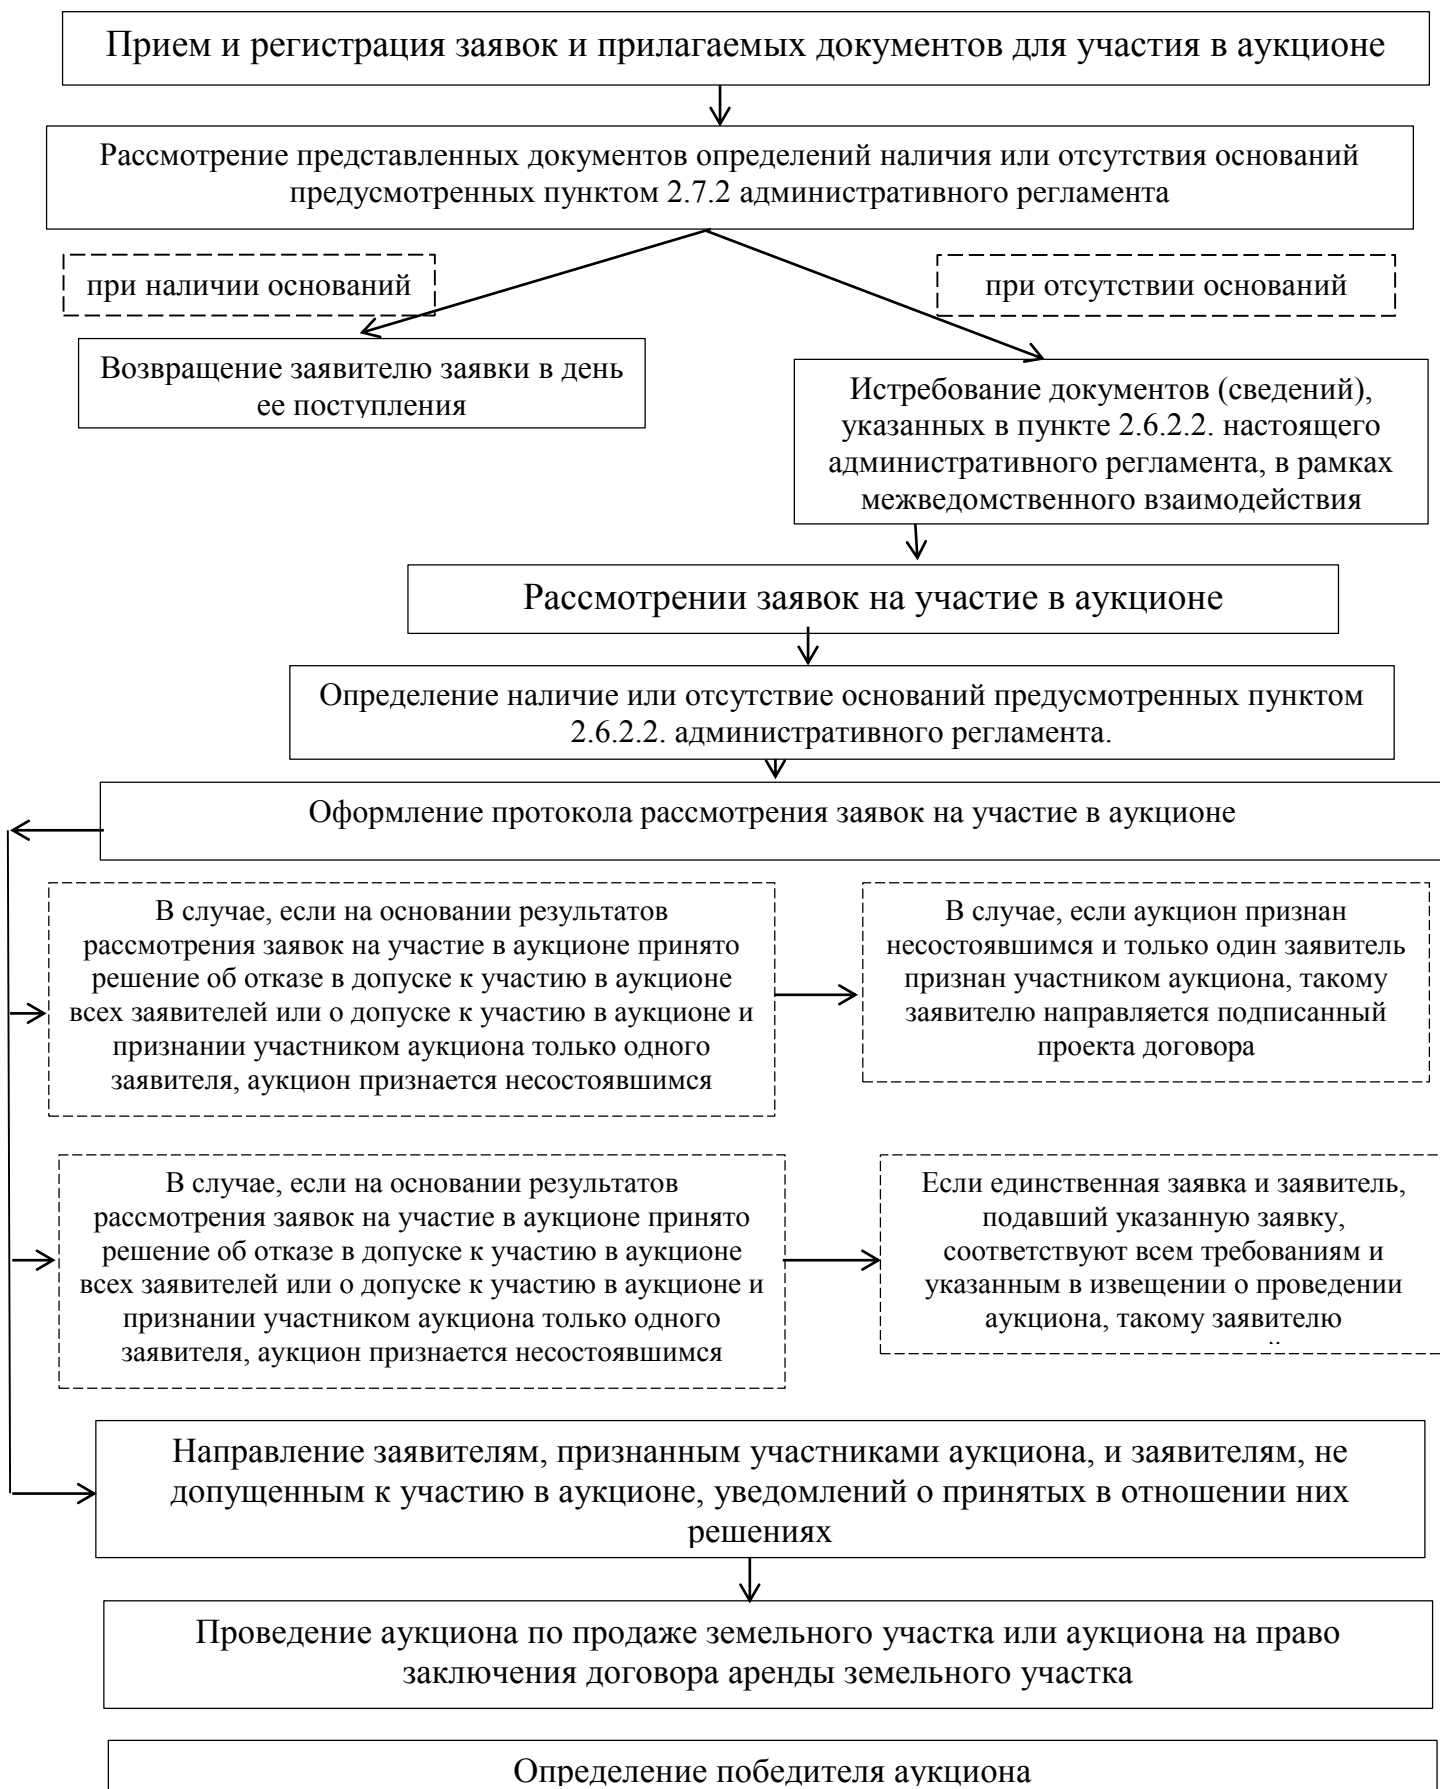 Прием и регистрация заявок и прилагаемых документов для участия в аукционе
Рассмотрение представленных документов определений наличия или отсутствия оснований
предусмотренных пунктом 2.7.2 административного регламента
при наличии оснований
при отсутствии оснований
Возвращение заявителю заявки в день
ее поступления
Истребование документов (сведений),
указанных в пункте 2.6.2.2. настоящего
административного регламента, в рамках
межведомственного взаимодействия
Рассмотрении заявок на участие в аукционе
Определение наличие или отсутствие оснований предусмотренных пунктом
2.6.2.2. административного регламента.
Оформление протокола рассмотрения заявок на участие в аукционе
В случае, если на основании результатов
рассмотрения заявок на участие в аукционе принято
решение об отказе в допуске к участию в аукционе
всех заявителей или о допуске к участию в аукционе и
признании участником аукциона только одного
заявителя, аукцион признается несостоявшимся
В случае, если аукцион признан
несостоявшимся и только один заявитель
признан участником аукциона, такому
заявителю направляется подписанный
проекта договора
В случае, если на основании результатов
рассмотрения заявок на участие в аукционе принято
решение об отказе в допуске к участию в аукционе
всех заявителей или о допуске к участию в аукционе и
признании участником аукциона только одного
заявителя, аукцион признается несостоявшимся
Если единственная заявка и заявитель,
подавший указанную заявку,
соответствуют всем требованиям и
указанным в извещении о проведении
аукциона, такому заявителю
Направление заявителям, признанным участниками аукциона, и заявителям, не
допущенным к участию в аукционе, уведомлений о принятых в отношении них
решениях
Проведение аукциона по продаже земельного участка или аукциона на право
заключения договора аренды земельного участка
Определение победителя аукциона